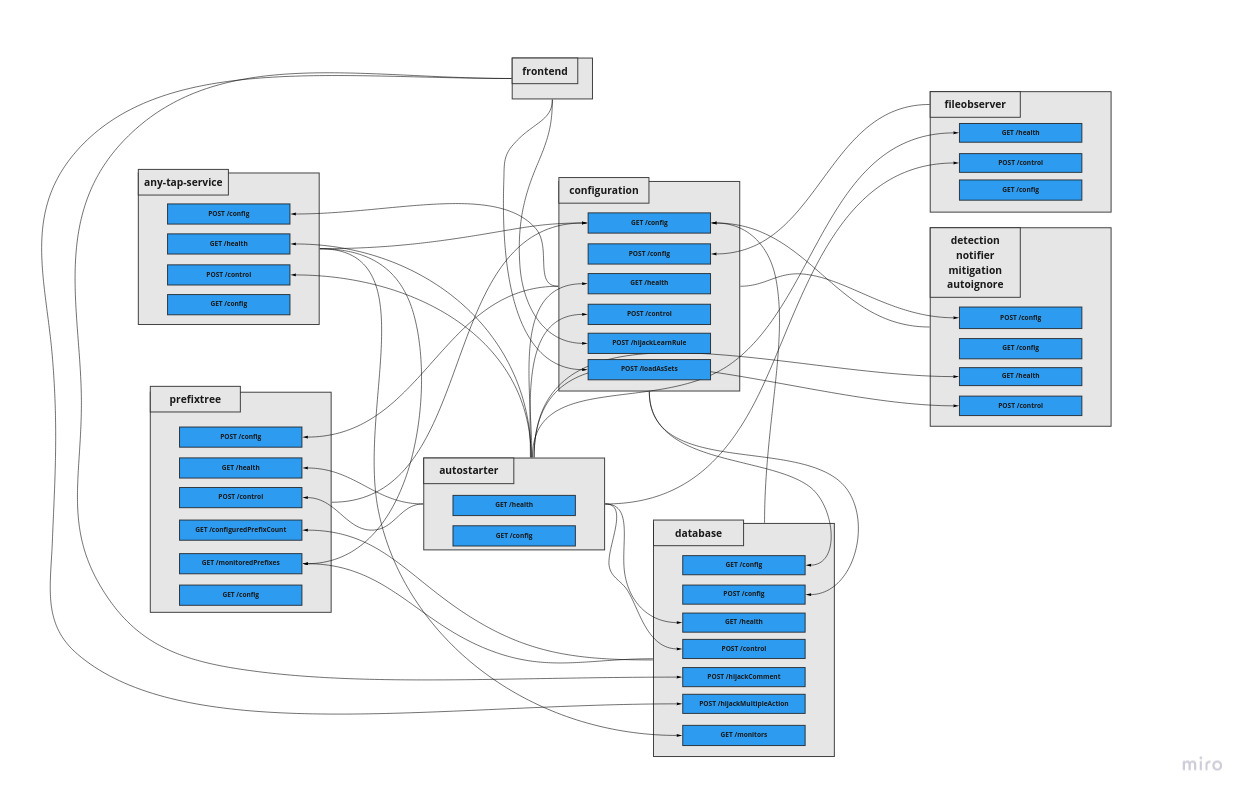 frontend
fileobserver
GET /health
POST /control
GET /config
any-tap-service
POST /config
GET /health
POST /control
GET /config
configuration
GET /config
POST /config
GET /health
POST /control
POST /hijackLearnRule
POST /loadAsSets
detection
notifier
mitigation
autoignore
POST /config
GET /config
GET /health
POST /control
prefixtree
POST /config
GET /health
POST /control
GET /configuredPrefixCount
GET /monitoredPrefixes
GET /config
autostarter
GET /health
GET /config
database
GET /config
POST /config
GET /health
POST /control
POST /hijackComment
POST /hijackMultipleAction
GET /monitors
miro